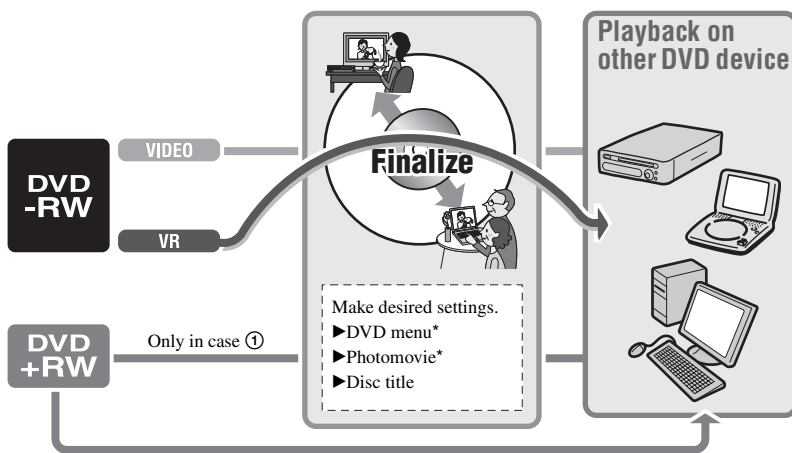 Playback on
other DVD device
VIDEO
Finalize
DVD
-RW
VR
Make desired settings.
►DVD menu*
►Photomovie*
►Disc title
DVD
+RW
Only in case ①